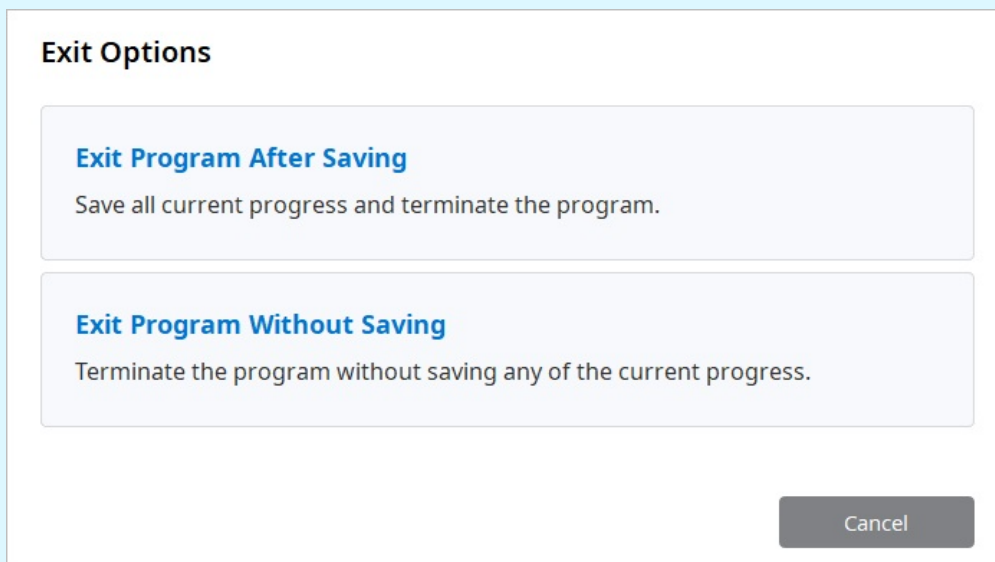 Exit Options
Exit Program After Saving
Save all current progress and terminate the program.
Exit Program Without Saving
Terminate the program without saving any of the current progress.
Cancel